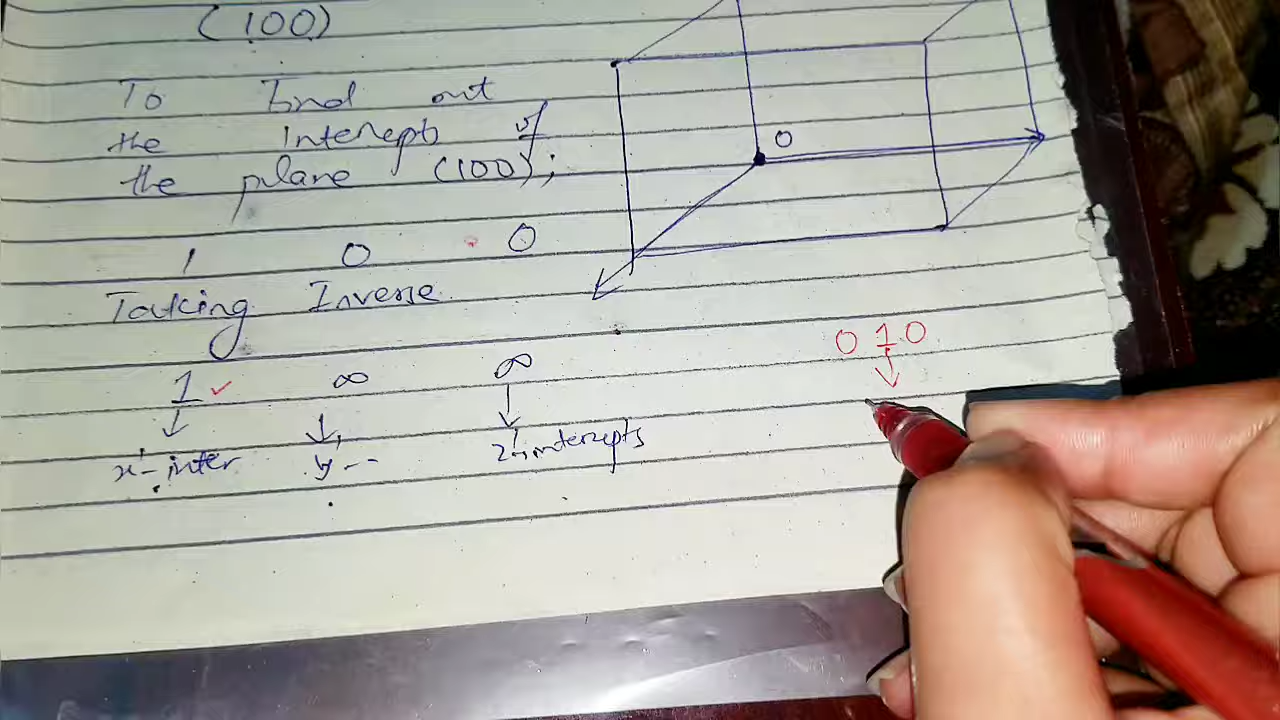 (100)
To find out
the intercepts of
the plane (100);
O
1 0 0
Taking Inverse
0 1 0
1 ✓ ∞ ∞
x'-inter y'-- z'-intercepts